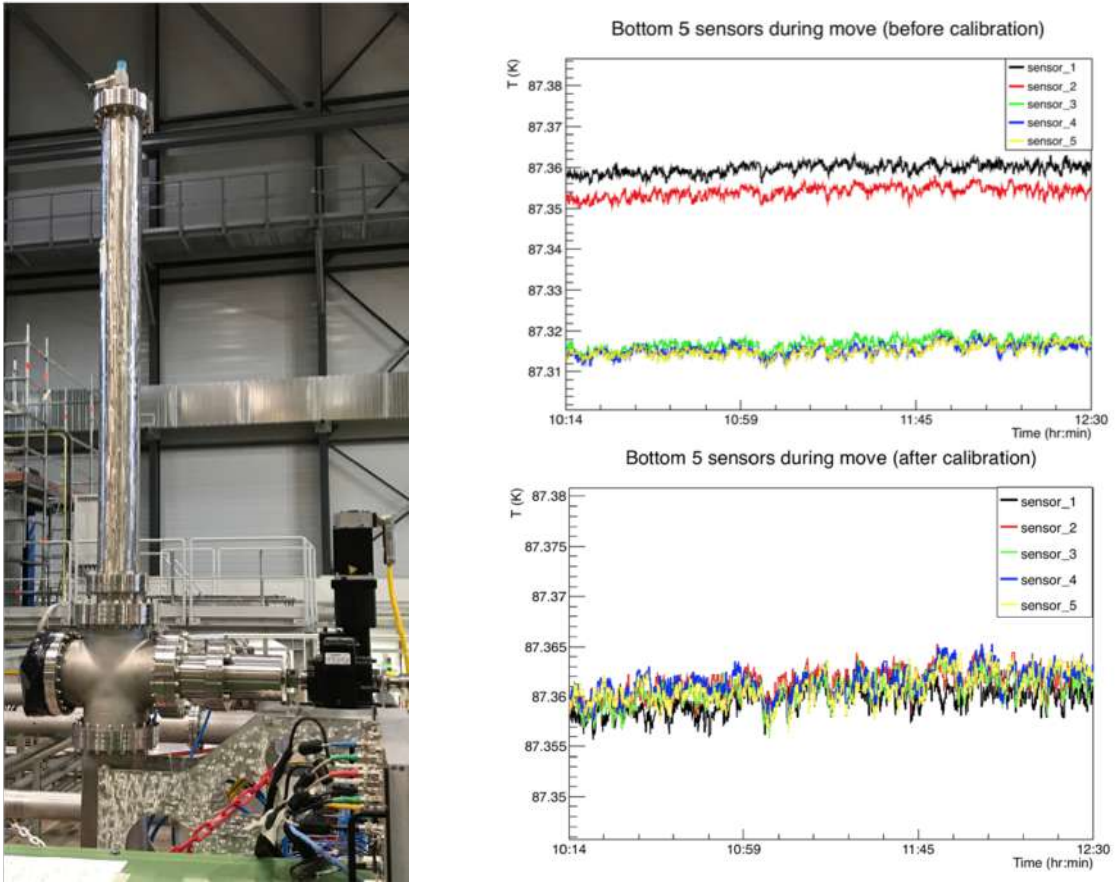 Bottom 5 sensors during move (before calibration)
T (K)
87.38
87.37
87.36
87.35
87.34
87.33
87.32
87.31
sensor_1
sensor_2
sensor_3
sensor_4
sensor_5
10:14
10:59
11:45
12:30
Time (hr:min)
Bottom 5 sensors during move (after calibration)
T (K)
87.38
87.375
87.37
87.365
87.36
87.355
87.35
sensor_1
sensor_2
sensor_3
sensor_4
sensor_5
10:14
10:59
11:45
12:30
Time (hr:min)